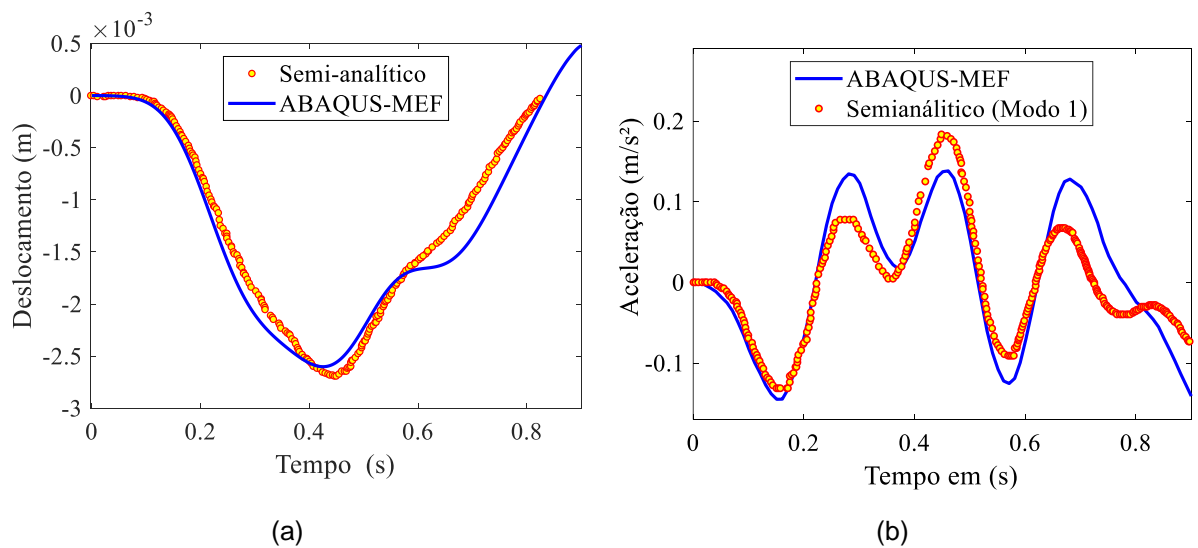 ×10⁻³
0.5
0
-0.5
-1
-1.5
-2
-2.5
-3
Deslocamento (m)
Semi-analítico
ABAQUS-MEF
0 0.2 0.4 0.6 0.8
Tempo (s)
(a)
0.2
0.1
0
-0.1
Aceleração (m/s²)
ABAQUS-MEF
Semianálitico (Modo 1)
0 0.2 0.4 0.6 0.8
Tempo em (s)
(b)